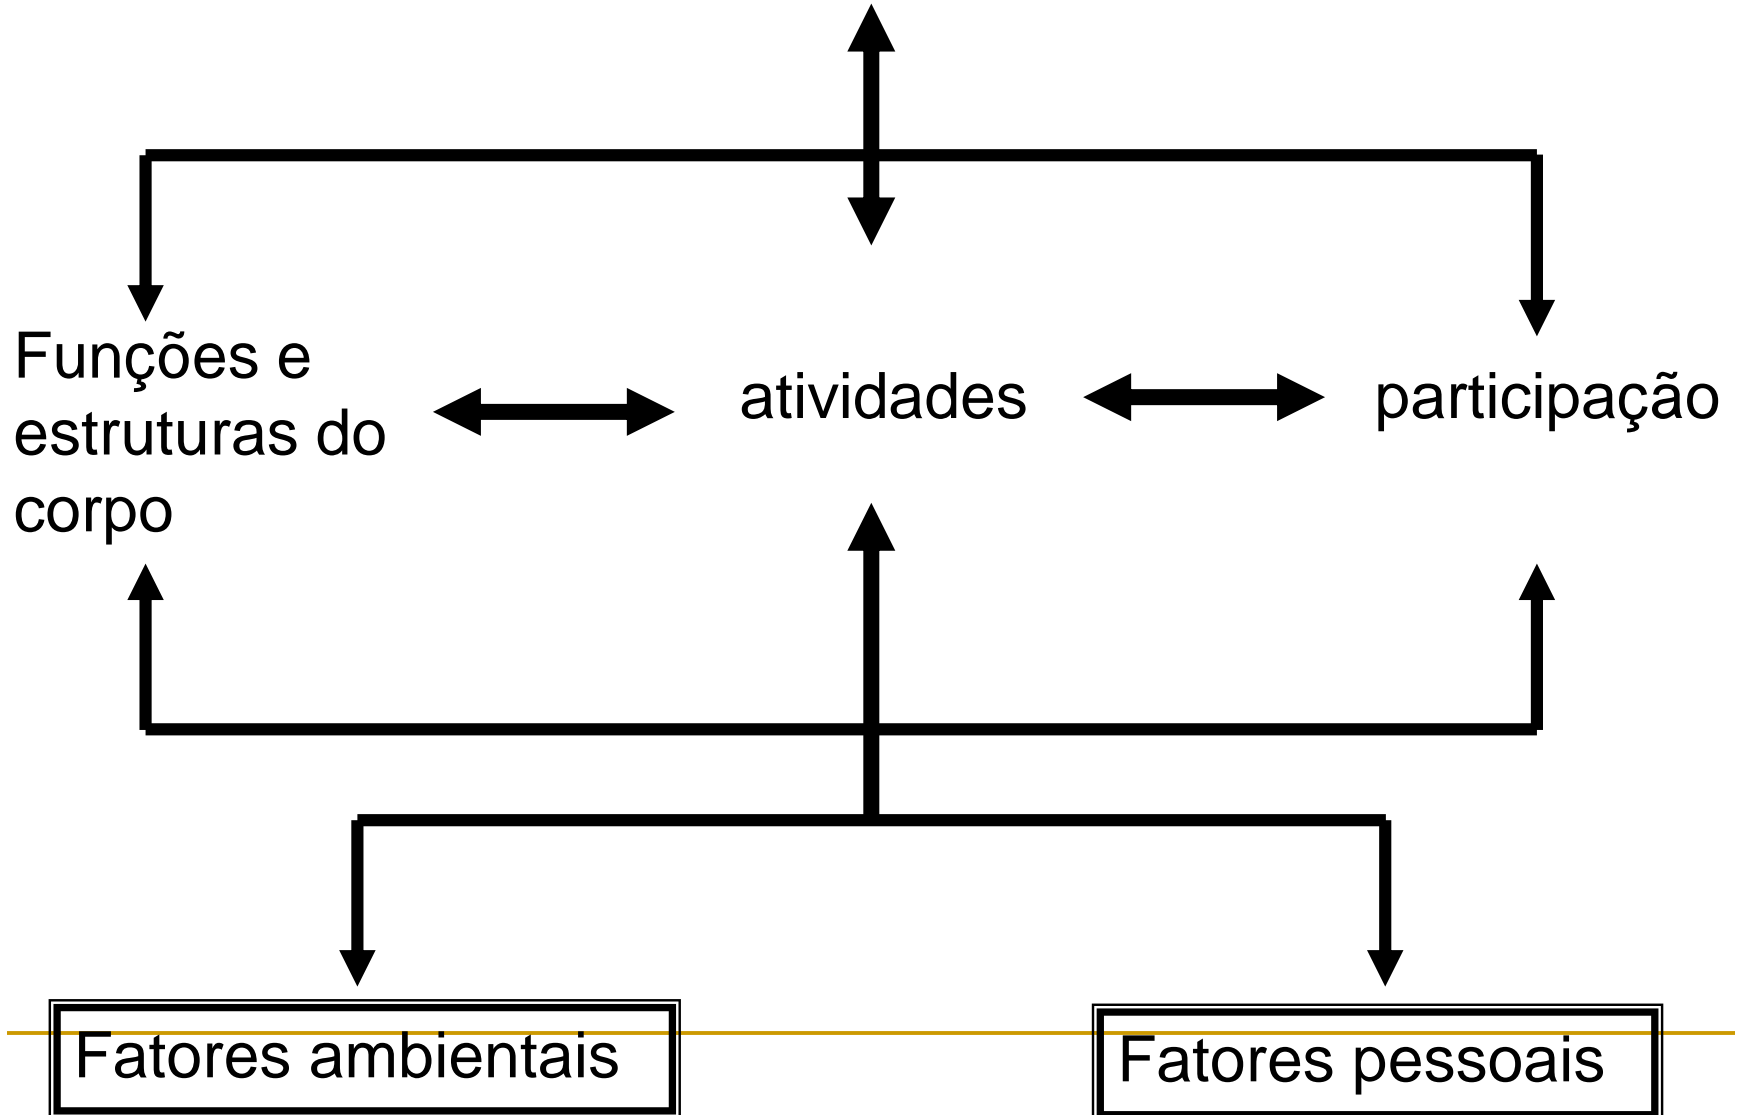 Funções e
estruturas do
corpo
atividades
participação
Fatores ambientais
Fatores pessoais